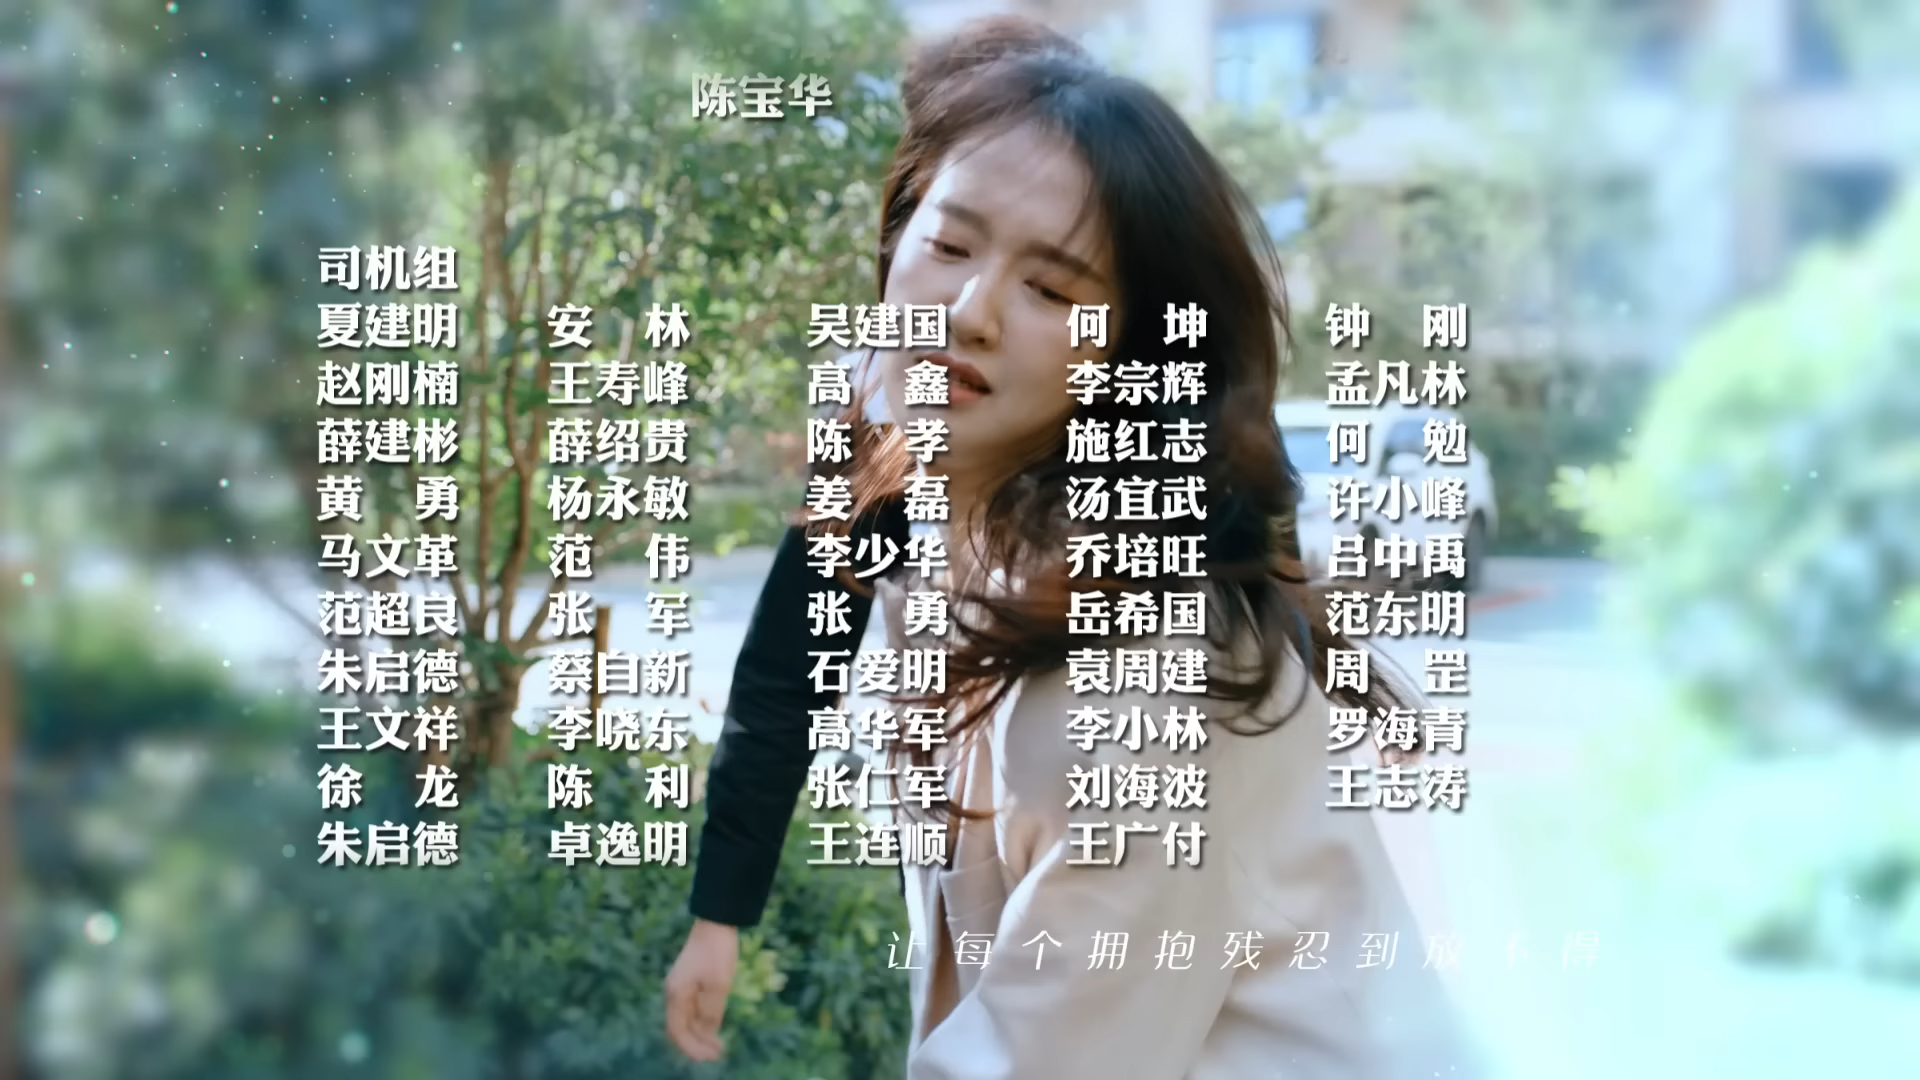 陈宝华
司机组
夏建明 安林 吴建国 何坤 钟刚
赵刚楠 王寿峰 高鑫 李宗辉 孟凡林
薛建彬 薛绍贵 陈孝 施红志 何勉
黄勇 杨永敏 姜磊 汤宜武 许小峰
马文革 范伟 李少华 乔培旺 吕中禹
范超良 张军 张勇 岳希国 范东明
朱启德 蔡自新 石爱明 袁周建 周罡
王文祥 李哓东 高华军 李小林 罗海青
徐龙 陈利 张仁军 刘海波 王志涛
朱启德 卓逸明 王连顺 王广付
让每个拥抱残忍到放不得